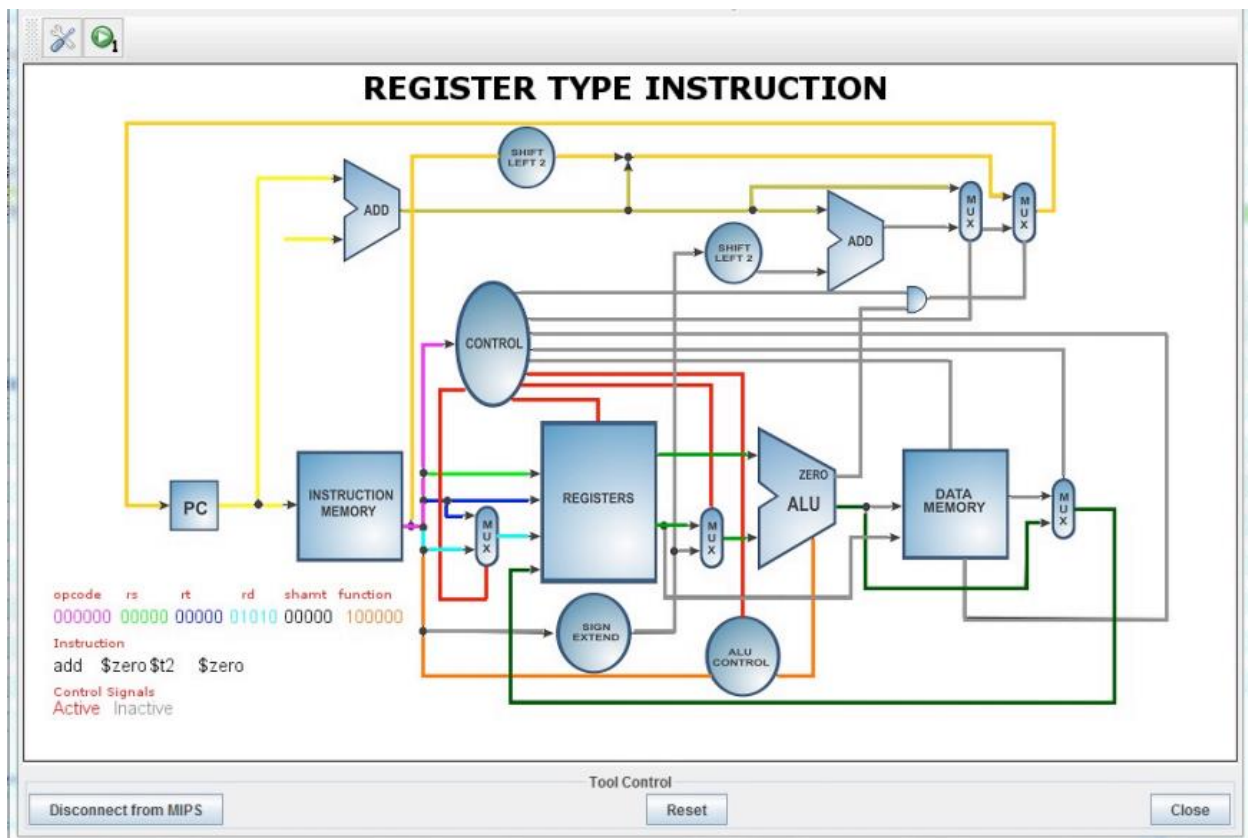 1
REGISTER TYPE INSTRUCTION
SHIFT
LEFT 2
ADD
MUX
MUX
SHIFT
LEFT 2
ADD
CONTROL
PC
INSTRUCTION
MEMORY
MUX
REGISTERS
MUX
ZERO
ALU
DATA
MEMORY
MUX
SIGN
EXTEND
ALU
CONTROL
opcode rs rt rd shamt function
000000 00000 00000 01010 00000 100000
Instruction
add $zero $t2 $zero
Control Signals
Active Inactive
Tool Control
Disconnect from MIPS Reset Close